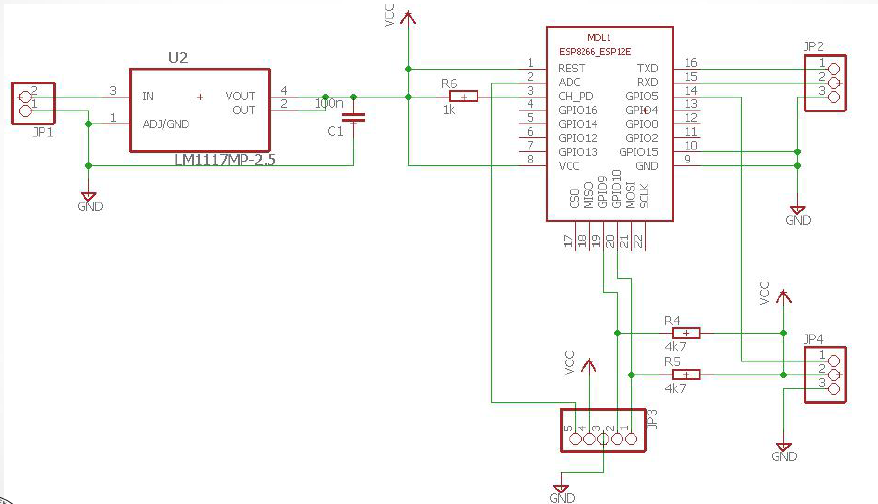 VCC
U2
3
IN
VOUT
4
OUT
2
1
ADJ/GND
LM1117MP-2.5
2
1
JP1
GND
100n
C1
R6
1k
MDL1
ESP8266_ESP12E
1 REST TXD 16
2 ADC RXD 15
3 CH_PD GPIO5 14
4 GPIO16 GPIO4 13
5 GPIO14 GPIO0 12
6 GPIO12 GPIO2 11
7 GPIO13 GPIO15 10
8 VCC GND 9
CS0 MISO GPIO9 GPIO10 MOSI SCLK
17 18 19 20 21 22
JP2
1
2
3
GND
VCC
R4
4k7
R5
4k7
JP4
1
2
3
GND
VCC
5 4 3 2 1
JP3
GND